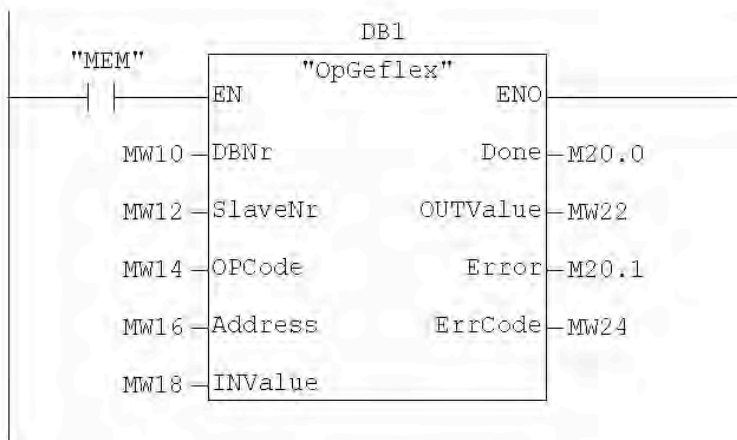 DB1
"MEM"
"OpGeflex"
EN ENO
MW10 DBNr Done M20.0
MW12 SlaveNr OUTValue MW22
MW14 OPCode Error M20.1
MW16 Address ErrCode MW24
MW18 INValue